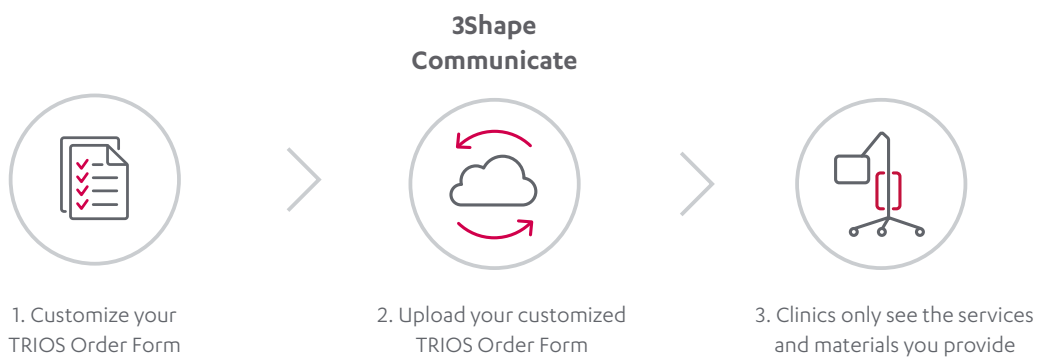 3Shape
Communicate
1. Customize your
TRIOS Order Form
2. Upload your customized
TRIOS Order Form
3. Clinics only see the services
and materials you provide